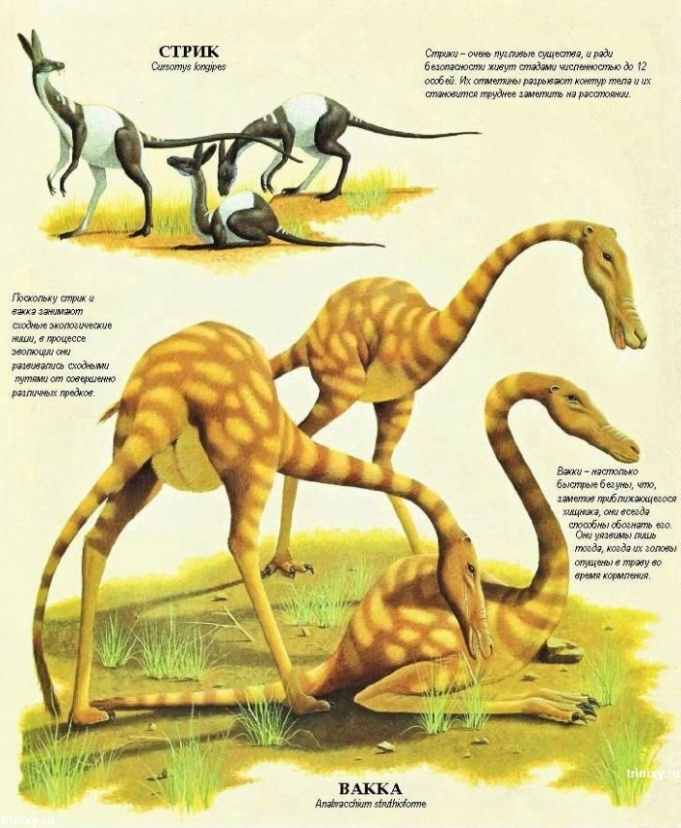 СТРИК
Cursomys longipes
Стрики – очень пугливые существа, и ради
безопасности живут стадами численностью до 12
особей. Их отметины разрывают контур тела и их
становится труднее заметить на расстоянии.
Поскольку стрик и
вакка занимают
сходные экологические
ниши, в процессе
эволюции они
развивались сходными
путями от совершенно
различных предков.
Вакки – настолько
быстрые бегуны, что,
заметив приближающегося
хищника, они всегда
способны обогнать его.
Они уязвимы лишь
тогда, когда их головы
опущены в траву во
время кормления.
ВАККА
Anabracchium struthioforme
trinixy.ru
trinixy.ru